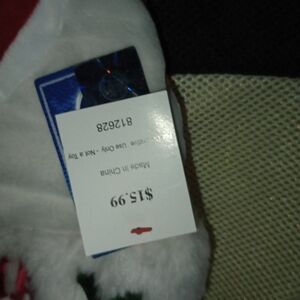 $15.99
Made in China
Use Only - Not a Toy
812628